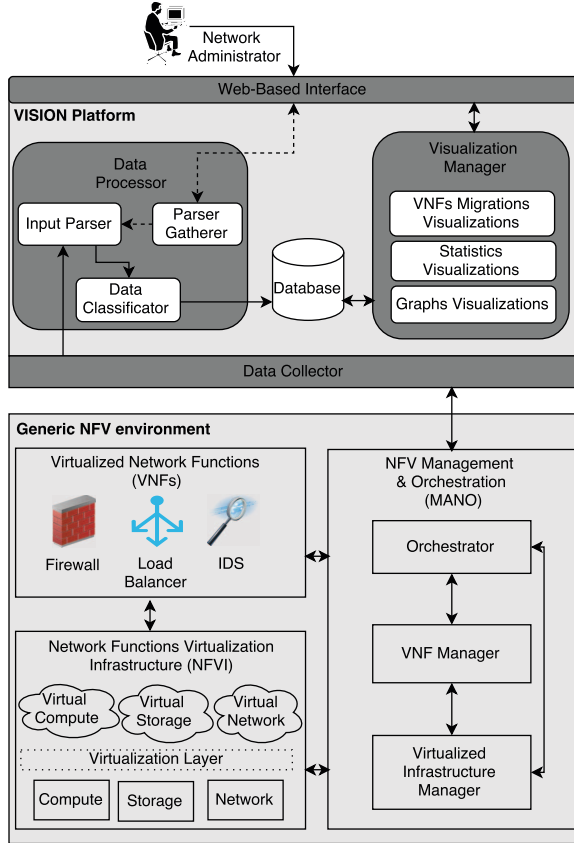 Network
Administrator
Web-Based Interface
VISION Platform
Data
Processor
Input Parser
Parser
Gatherer
Data
Classificator
Database
Visualization
Manager
VNFs Migrations
Visualizations
Statistics
Visualizations
Graphs Visualizations
Data Collector
Generic NFV environment
Virtualized Network Functions
(VNFs)
Firewall
Load
Balancer
IDS
Network Functions Virtualization
Infrastructure (NFVI)
Virtual
Compute
Virtual
Storage
Virtual
Network
Virtualization Layer
Compute
Storage
Network
NFV Management
& Orchestration
(MANO)
Orchestrator
VNF Manager
Virtualized
Infrastructure
Manager